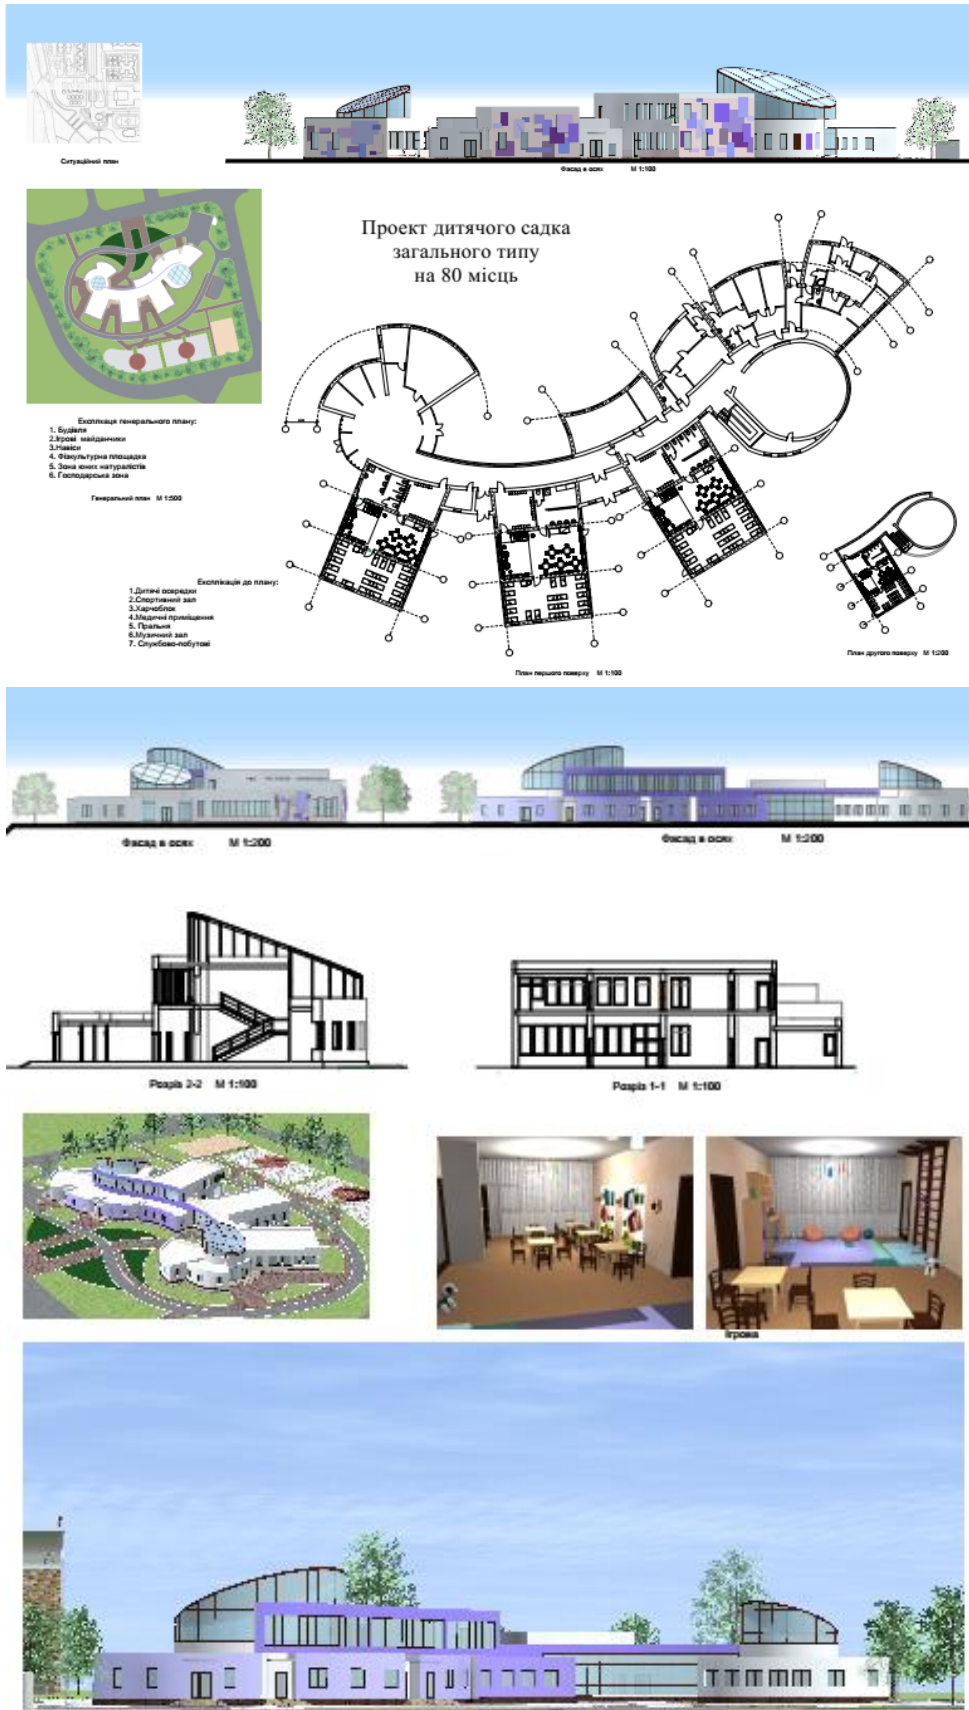 Ситуаційний план
Фасад в осях М 1:100
Проект дитячого садка
загального типу
на 80 місць
Експлкація генерального плану:
1. Будівля
2.Ігрові майданчики
3.Навіси
4. Фізкультурна площадка
5. Зона юних натуралістів
6. Господарська зона
Генеральний план М 1:500
Експлікація до плану:
1.Дитячі осередки
2.Спортивний зал
3.Харчоблок
4.Медичні приміщення
5. Пральня
6.Музичний зал
7. Службово-побутові
План другого поверху М 1:200
План першого поверху М 1:100
Фасад в осях М 1:200
Фасад в осях М 1:200
Розріз 2-2 М 1:100
Розріз 1-1 М 1:100
Ігрова